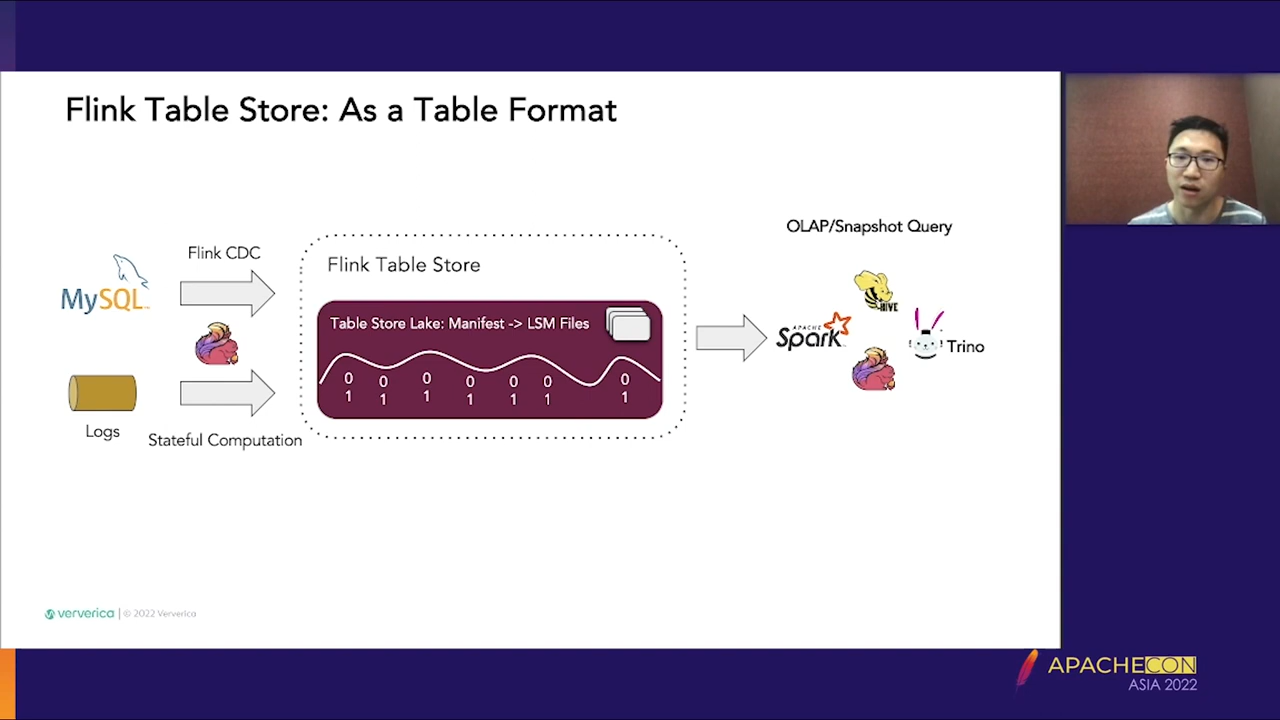 Flink Table Store: As a Table Format
OLAP/Snapshot Query
Flink CDC
Flink Table Store
MySQL
Table Store Lake: Manifest -> LSM Files
HIVE
APACHE
Spark
Trino
0 0 0 0 0 0 0
1 1 1 1 1 1 1
Logs
Stateful Computation
ververica | © 2022 Ververica
APACHECON
ASIA 2022